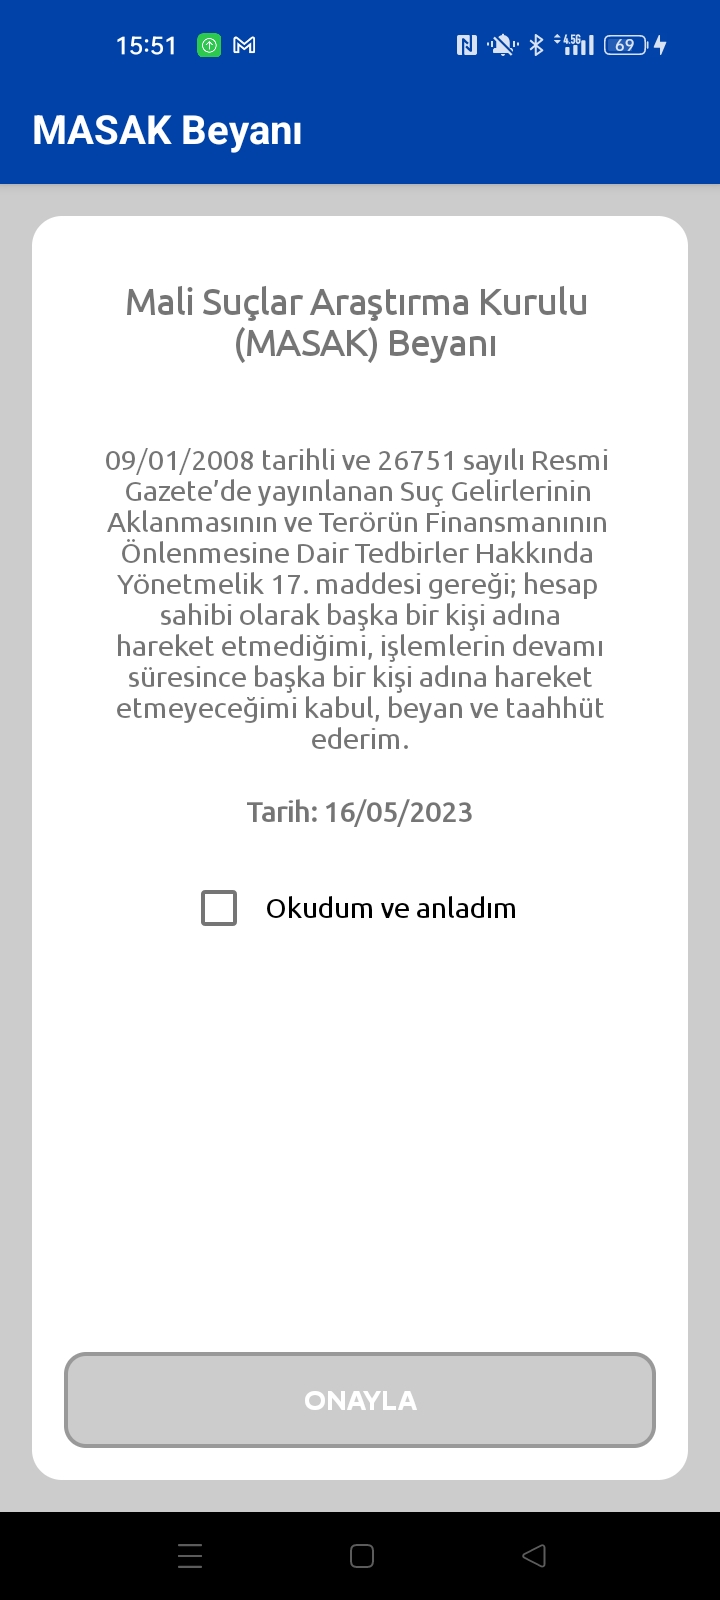 15:51
4.5G
69
MASAK Beyanı
Mali Suçlar Araştırma Kurulu
(MASAK) Beyanı
09/01/2008 tarihli ve 26751 sayılı Resmi
Gazete’de yayınlanan Suç Gelirlerinin
Aklanmasının ve Terörün Finansmanının
Önlenmesine Dair Tedbirler Hakkında
Yönetmelik 17. maddesi gereği; hesap
sahibi olarak başka bir kişi adına
hareket etmediğimi, işlemlerin devamı
süresince başka bir kişi adına hareket
etmeyeceğimi kabul, beyan ve taahhüt
ederim.
Tarih: 16/05/2023
Okudum ve anladım
ONAYLA